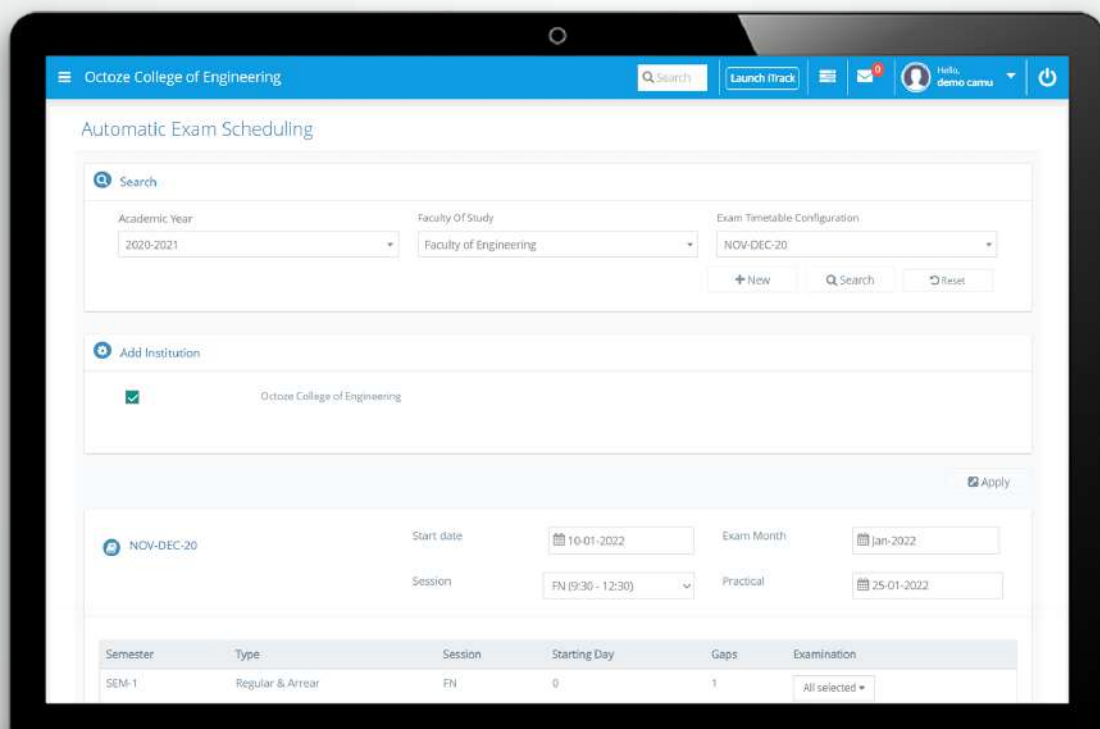 Octoze College of Engineering Search Launch iTrack 0 Hello, demo camu
Automatic Exam Scheduling
Search
Academic Year Faculty Of Study Exam Timetable Configuration
2020-2021 Faculty of Engineering NOV-DEC-20
New Search Reset
Add Institution
Octoze College of Engineering
Apply
NOV-DEC-20 Start date 10-01-2022 Exam Month Jan-2022
Session FN (9:30 - 12:30) Practical 25-01-2022
Semester Type Session Starting Day Gaps Examination
SEM-1 Regular & Arrear FN 0 1 All selected